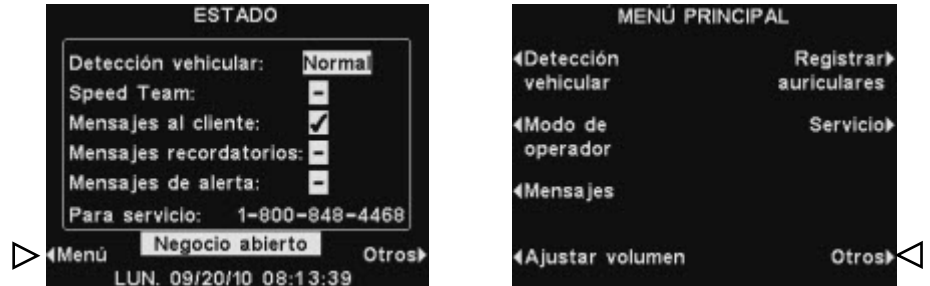 ESTADO
Detección vehicular: Normal
Speed Team: -
Mensajes al cliente: ✓
Mensajes recordatorios: -
Mensajes de alerta: -
Para servicio: 1-800-848-4468
Negocio abierto
Menú Otros
LUN. 09/20/10 08:13:39
MENÚ PRINCIPAL
Detección Registrar
vehicular auriculares
Modo de Servicio
operador
Mensajes
Ajustar volumen Otros